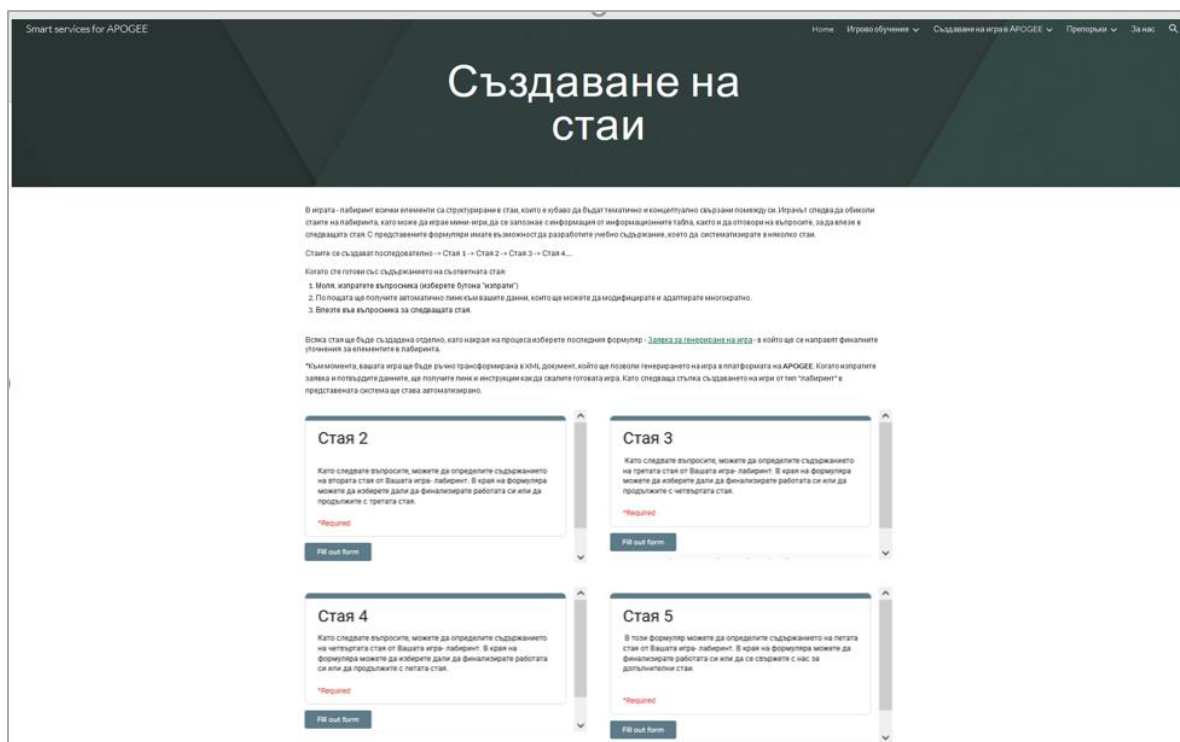 Smart services for APOGEE
Home Игрово обучение Създаване на игра в APOGEE Препоръки За нас
Създаване на
стаи
В играта - лабиринт всички елементи са структурирани в стаи, които е хубаво да бъдат тематично и концептуално свързани помежду си. Играчът следва да обиколи
стаите на лабиринта, като може да играе мини-игри, да се запознае с информация от информационните табла, както и да отговори на въпросите, за да влезе в
следващата стая. С представените формуляри имате възможност да разработите учебно съдържание, което да систематизирате в няколко стаи.
Стаите се създават последователно -> Стая 1 -> Стая 2 -> Стая 3 -> Стая 4....
Когато сте готови със съдържанието на съответната стая:
1. Моля, изпратете въпросника (изберете бутона "изпрати")
2. По пощата ще получите автоматично линк към вашите данни, които ще можете да модифицирате и адаптирате многократно.
3. Влезте във въпросника за следващата стая.
Всяка стая ще бъде създадена отделно, като накрая на процеса изберете последния формуляр - Заявка за генериране на игра - в който ще се направят финалните
уточнения за елементите в лабиринта.
*Към момента, вашата игра ще бъде ръчно трансформирана в XML документ, който ще позволи генерирането на игра в платформата на APOGEE. Когато изпратите
заявка и потвърдите данните, ще получите линк и инструкции как да свалите готовата игра. Като следваща стъпка създаването на игри от тип "лабиринт" в
представената система ще става автоматизирано.
Стая 2
Като следвате въпросите, можете да определите съдържанието
на втората стая от Вашата игра- лабиринт. В края на формуляра
можете да изберете дали да финализирате работата си или да
продължите с третата стая.
*Required
Fill out form
Стая 3
Като следвате въпросите, можете да определите съдържанието
на третата стая от Вашата игра- лабиринт. В края на формуляра
можете да изберете дали да финализирате работата си или да
продължите с четвъртата стая.
*Required
Fill out form
Стая 4
Като следвате въпросите, можете да определите съдържанието
на четвъртата стая от Вашата игра- лабиринт. В края на
формуляра можете да изберете дали да финализирате работата
си или да продължите с петата стая.
*Required
Fill out form
Стая 5
В този формуляр можете да определите съдържанието на петата
стая от Вашата игра- лабиринт. В края на формуляра можете да
финализирате работата си или да се свържете с нас за
допълнителни стаи.
*Required
Fill out form